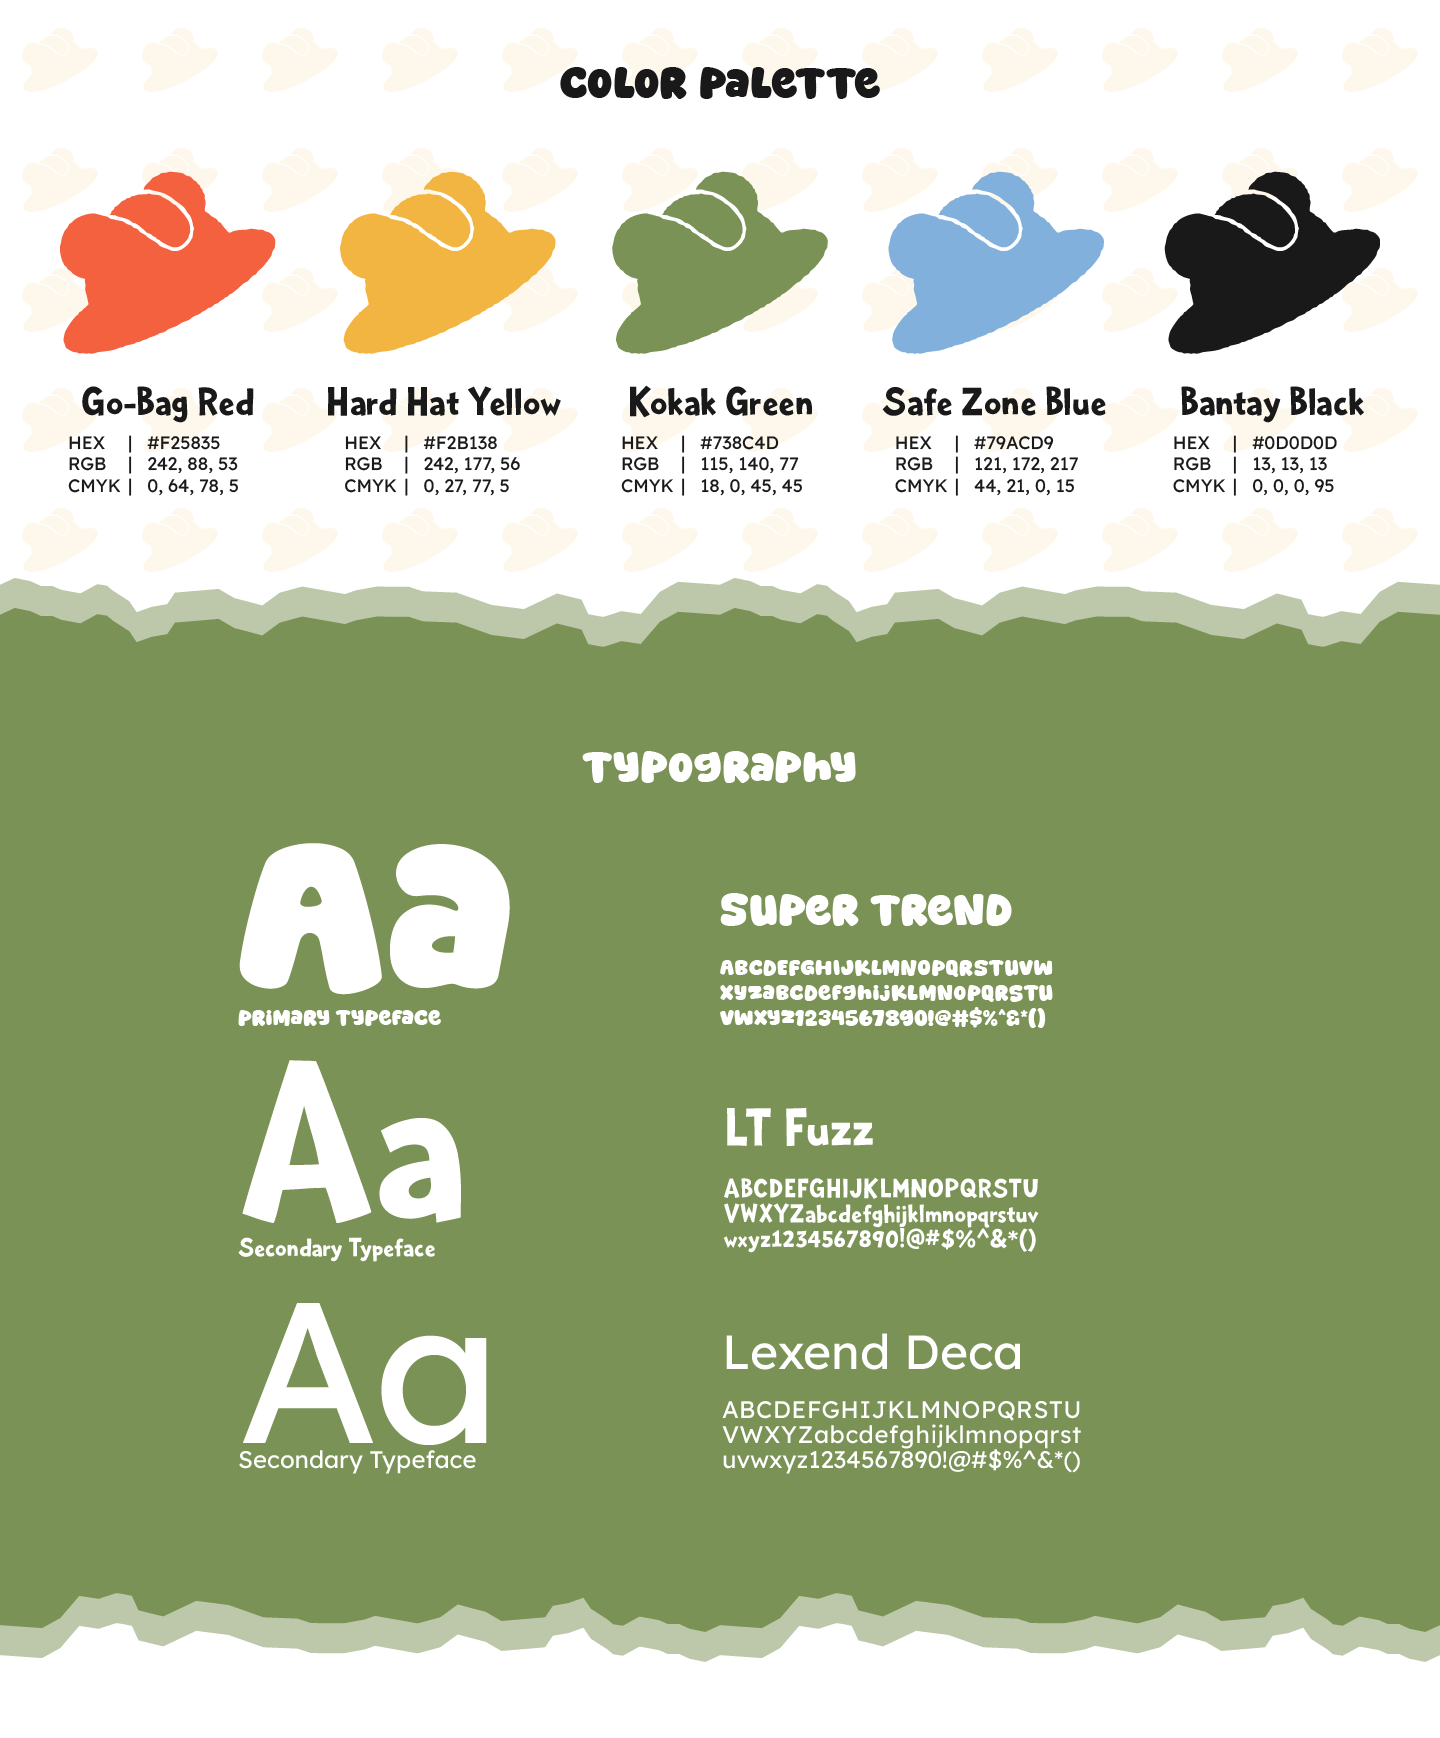 COLOR PaLeTTe
Go-Bag Red
HEX | #F25835
RGB | 242, 88, 53
CMYK | 0, 64, 78, 5
Hard Hat Yellow
HEX | #F2B138
RGB | 242, 177, 56
CMYK | 0, 27, 77, 5
Kokak Green
HEX | #738C4D
RGB | 115, 140, 77
CMYK | 18, 0, 45, 45
Safe Zone Blue
HEX | #79ACD9
RGB | 121, 172, 217
CMYK | 44, 21, 0, 15
Bantay Black
HEX | #0D0D0D
RGB | 13, 13, 13
CMYK | 0, 0, 0, 95
Typography
Aa
Primary Typeface
Super Trend
ABCDEFGHIJKLMNOPQRSTUVW
XYZabcdefghijklmnopqrstu
vwxyz1234567890!@#$%^&*()
Aa
Secondary Typeface
LT Fuzz
ABCDEFGHIJKLMNOPQRSTU
VWXYZabcdefghijklmnopqrstuv
wxyz1234567890!@#$%^&*()
Aa
Secondary Typeface
Lexend Deca
ABCDEFGHIJKLMNOPQRSTU
VWXYZabcdefghijklmnopqrst
uvwxyz1234567890!@#$%^&*()